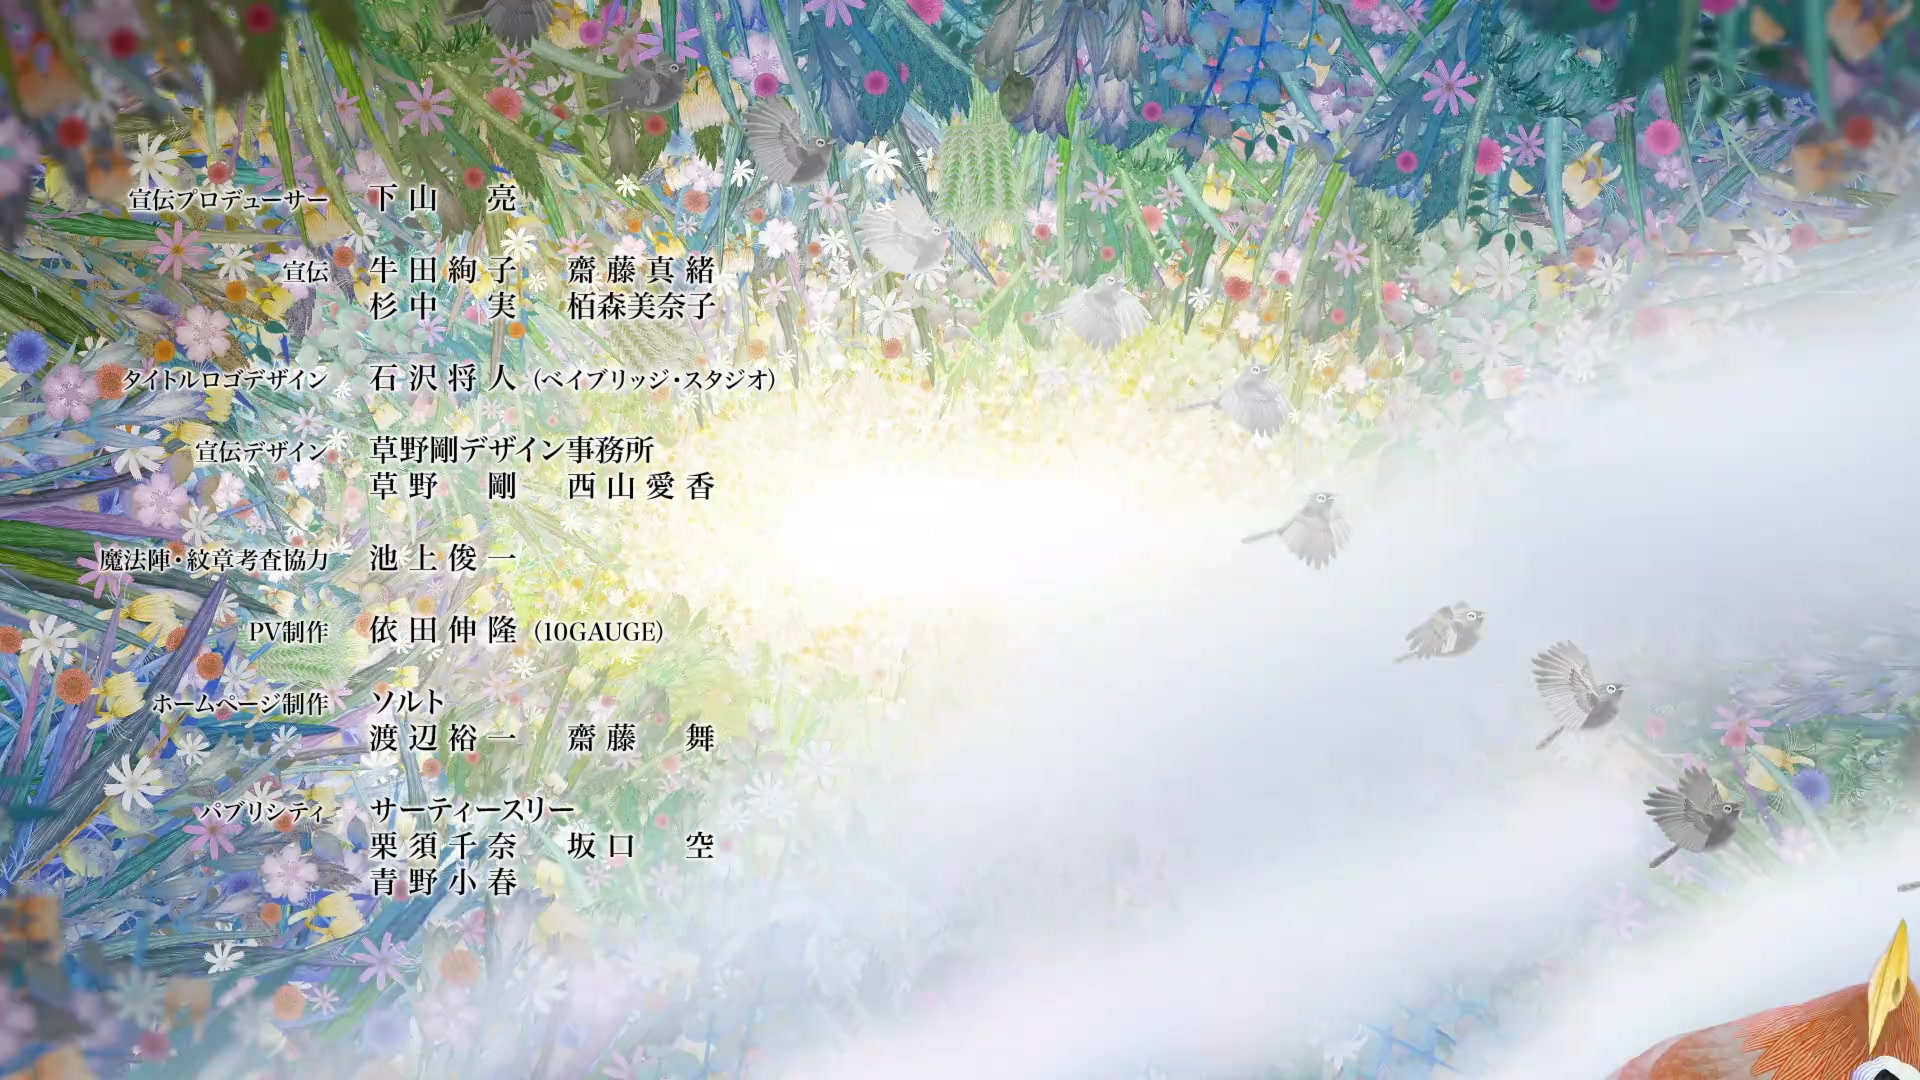 宣伝プロデューサー 下山 亮
宣伝 牛田絢子 齋藤真緒
杉中 実 栢森美奈子
タイトルロゴデザイン 石沢将人（ベイブリッジ・スタジオ）
宣伝デザイン 草野剛デザイン事務所
草野 剛 西山愛香
魔法陣・紋章考査協力 池上俊一
PV制作 依田伸隆（10GAUGE）
ホームページ制作 ソルト
渡辺裕一 齋藤 舞
パブリシティ サーティースリー
栗須千奈 坂口 空
青野小春